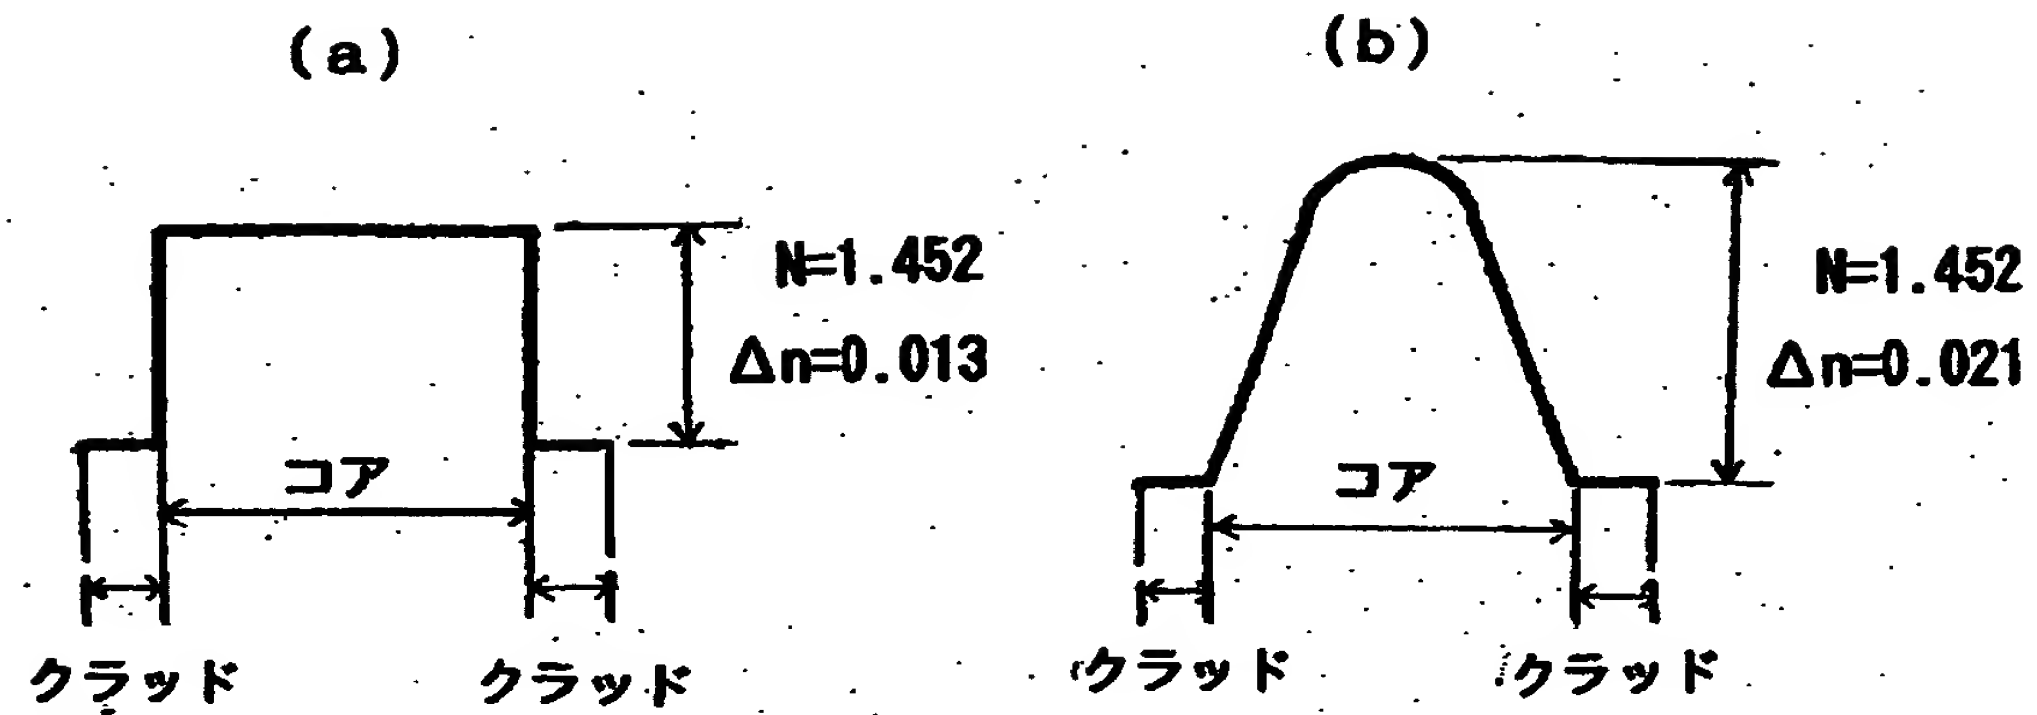 (a)
N=1.452
Δn=0.013
コア
クラッド
クラッド
(b)
N=1.452
Δn=0.021
コア
クラッド
クラッド